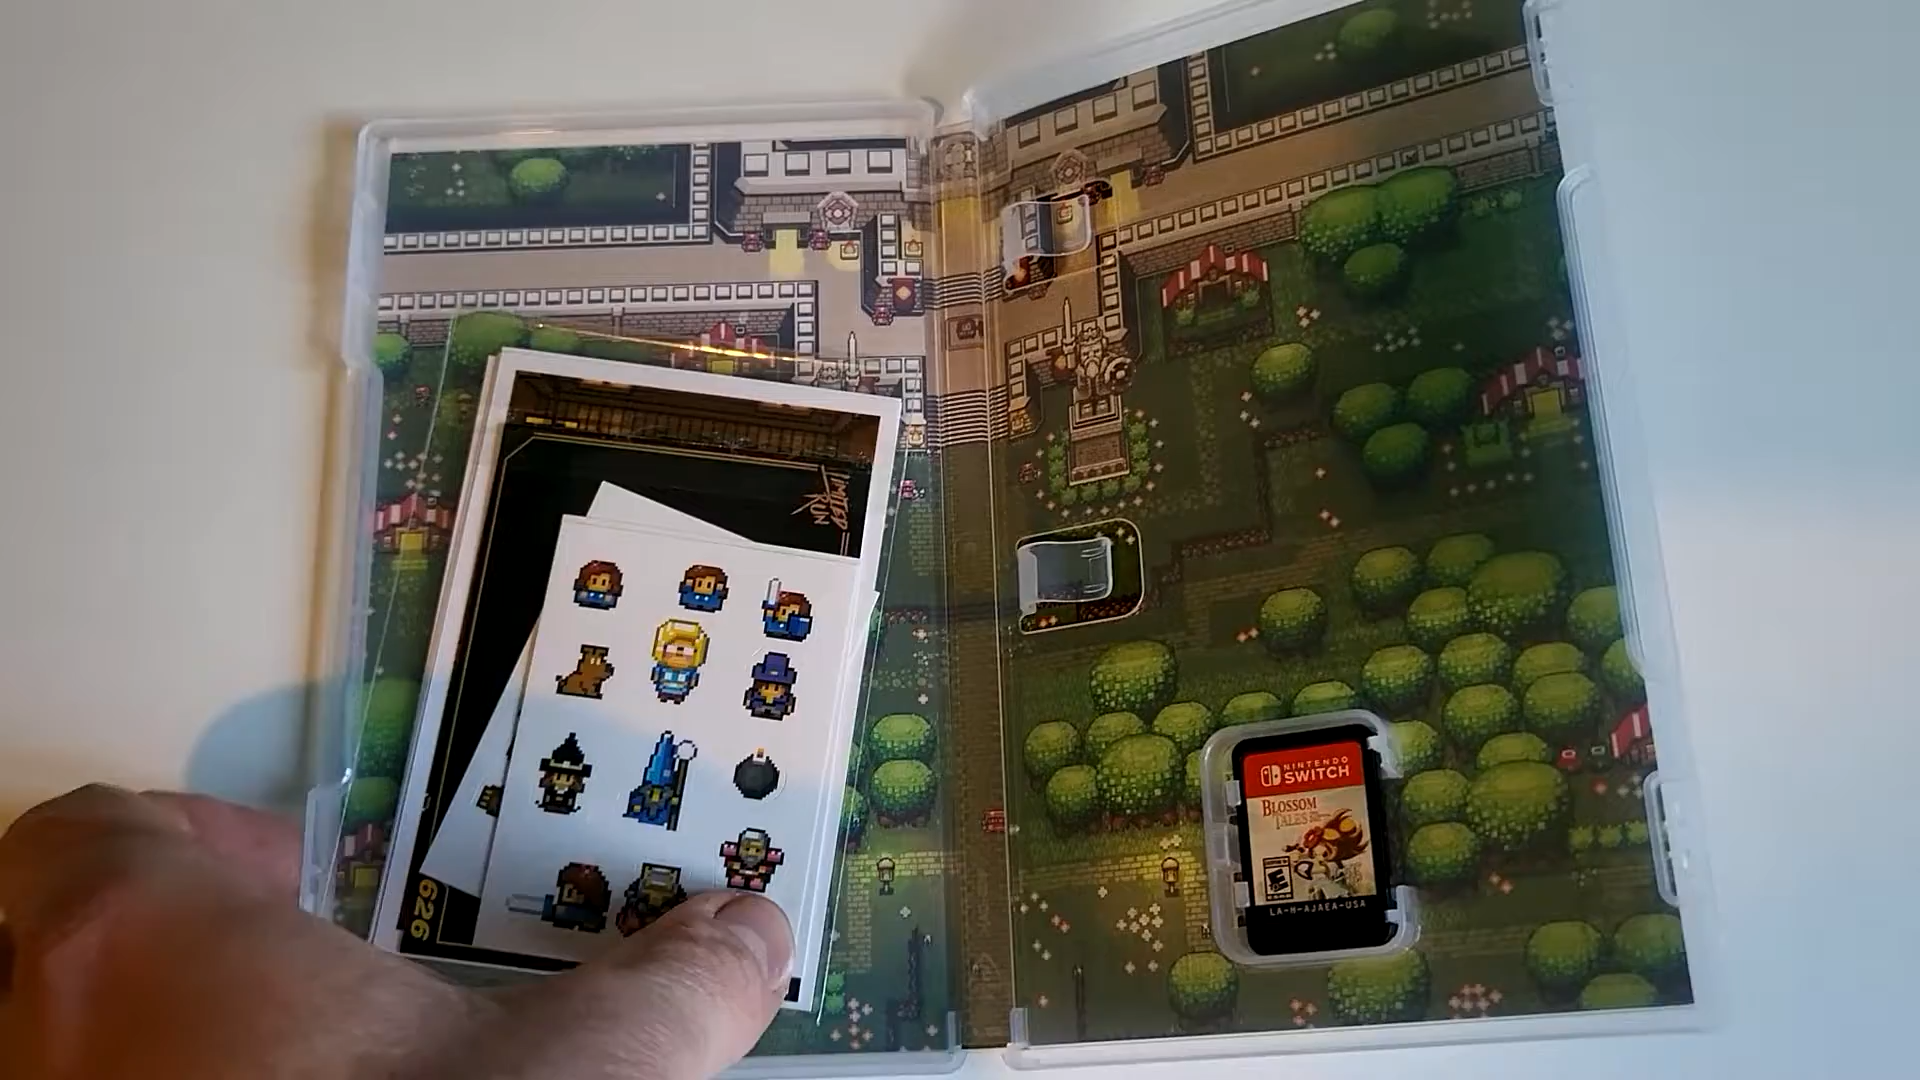 LIMITED
RUN
626
NINTENDO
SWITCH
BLOSSOM
TALES
E
LA-H-AJAEA-USA